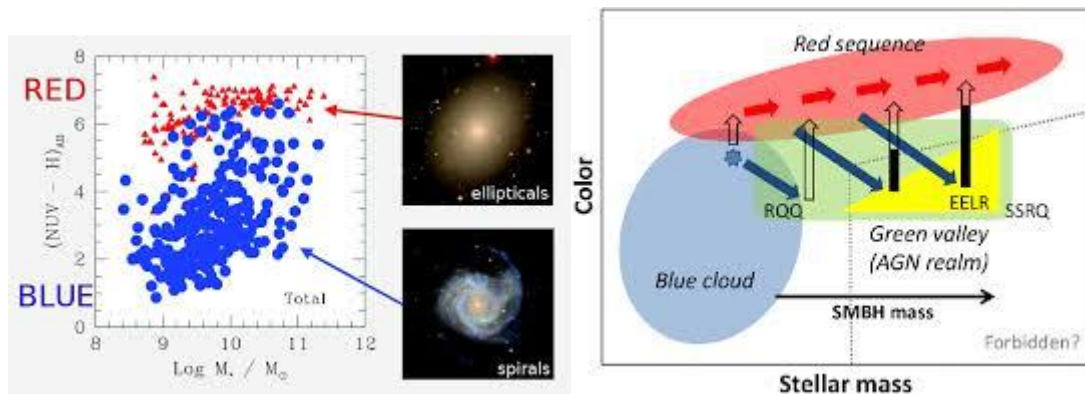 8
6
4
2
0
RED
BLUE
(NUV - H)AB
Total
8
9
10
11
12
Log M* / M⊙
ellipticals
spirals
Color
Red sequence
RQQ
EELR
SSRQ
Green valley
(AGN realm)
Blue cloud
SMBH mass
Forbidden?
Stellar mass